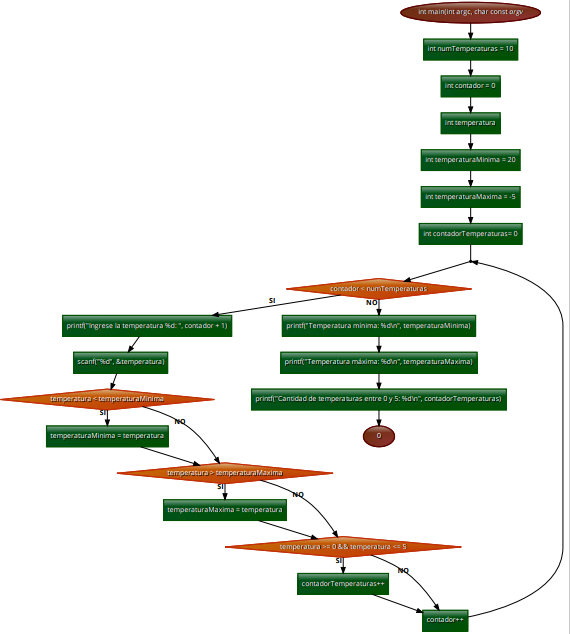 int main(int argc, char const argv
int numTemperaturas = 10
int contador = 0
int temperatura
int temperaturaMinima = 20
int temperaturaMaxima = -5
int contadorTemperaturas= 0
contador < numTemperaturas
SI
NO
printf("Ingrese la temperatura %d: ", contador + 1)
printf("Temperatura mínima: %d\n", temperaturaMinima)
scanf("%d", &temperatura)
printf("Temperatura máxima: %d\n", temperaturaMaxima)
temperatura < temperaturaMinima
printf("Cantidad de temperaturas entre 0 y 5: %d\n", contadorTemperaturas)
SI
NO
temperaturaMinima = temperatura
0
temperatura > temperaturaMaxima
SI
NO
temperaturaMaxima = temperatura
temperatura >= 0 && temperatura <= 5
SI
NO
contadorTemperaturas++
contador++